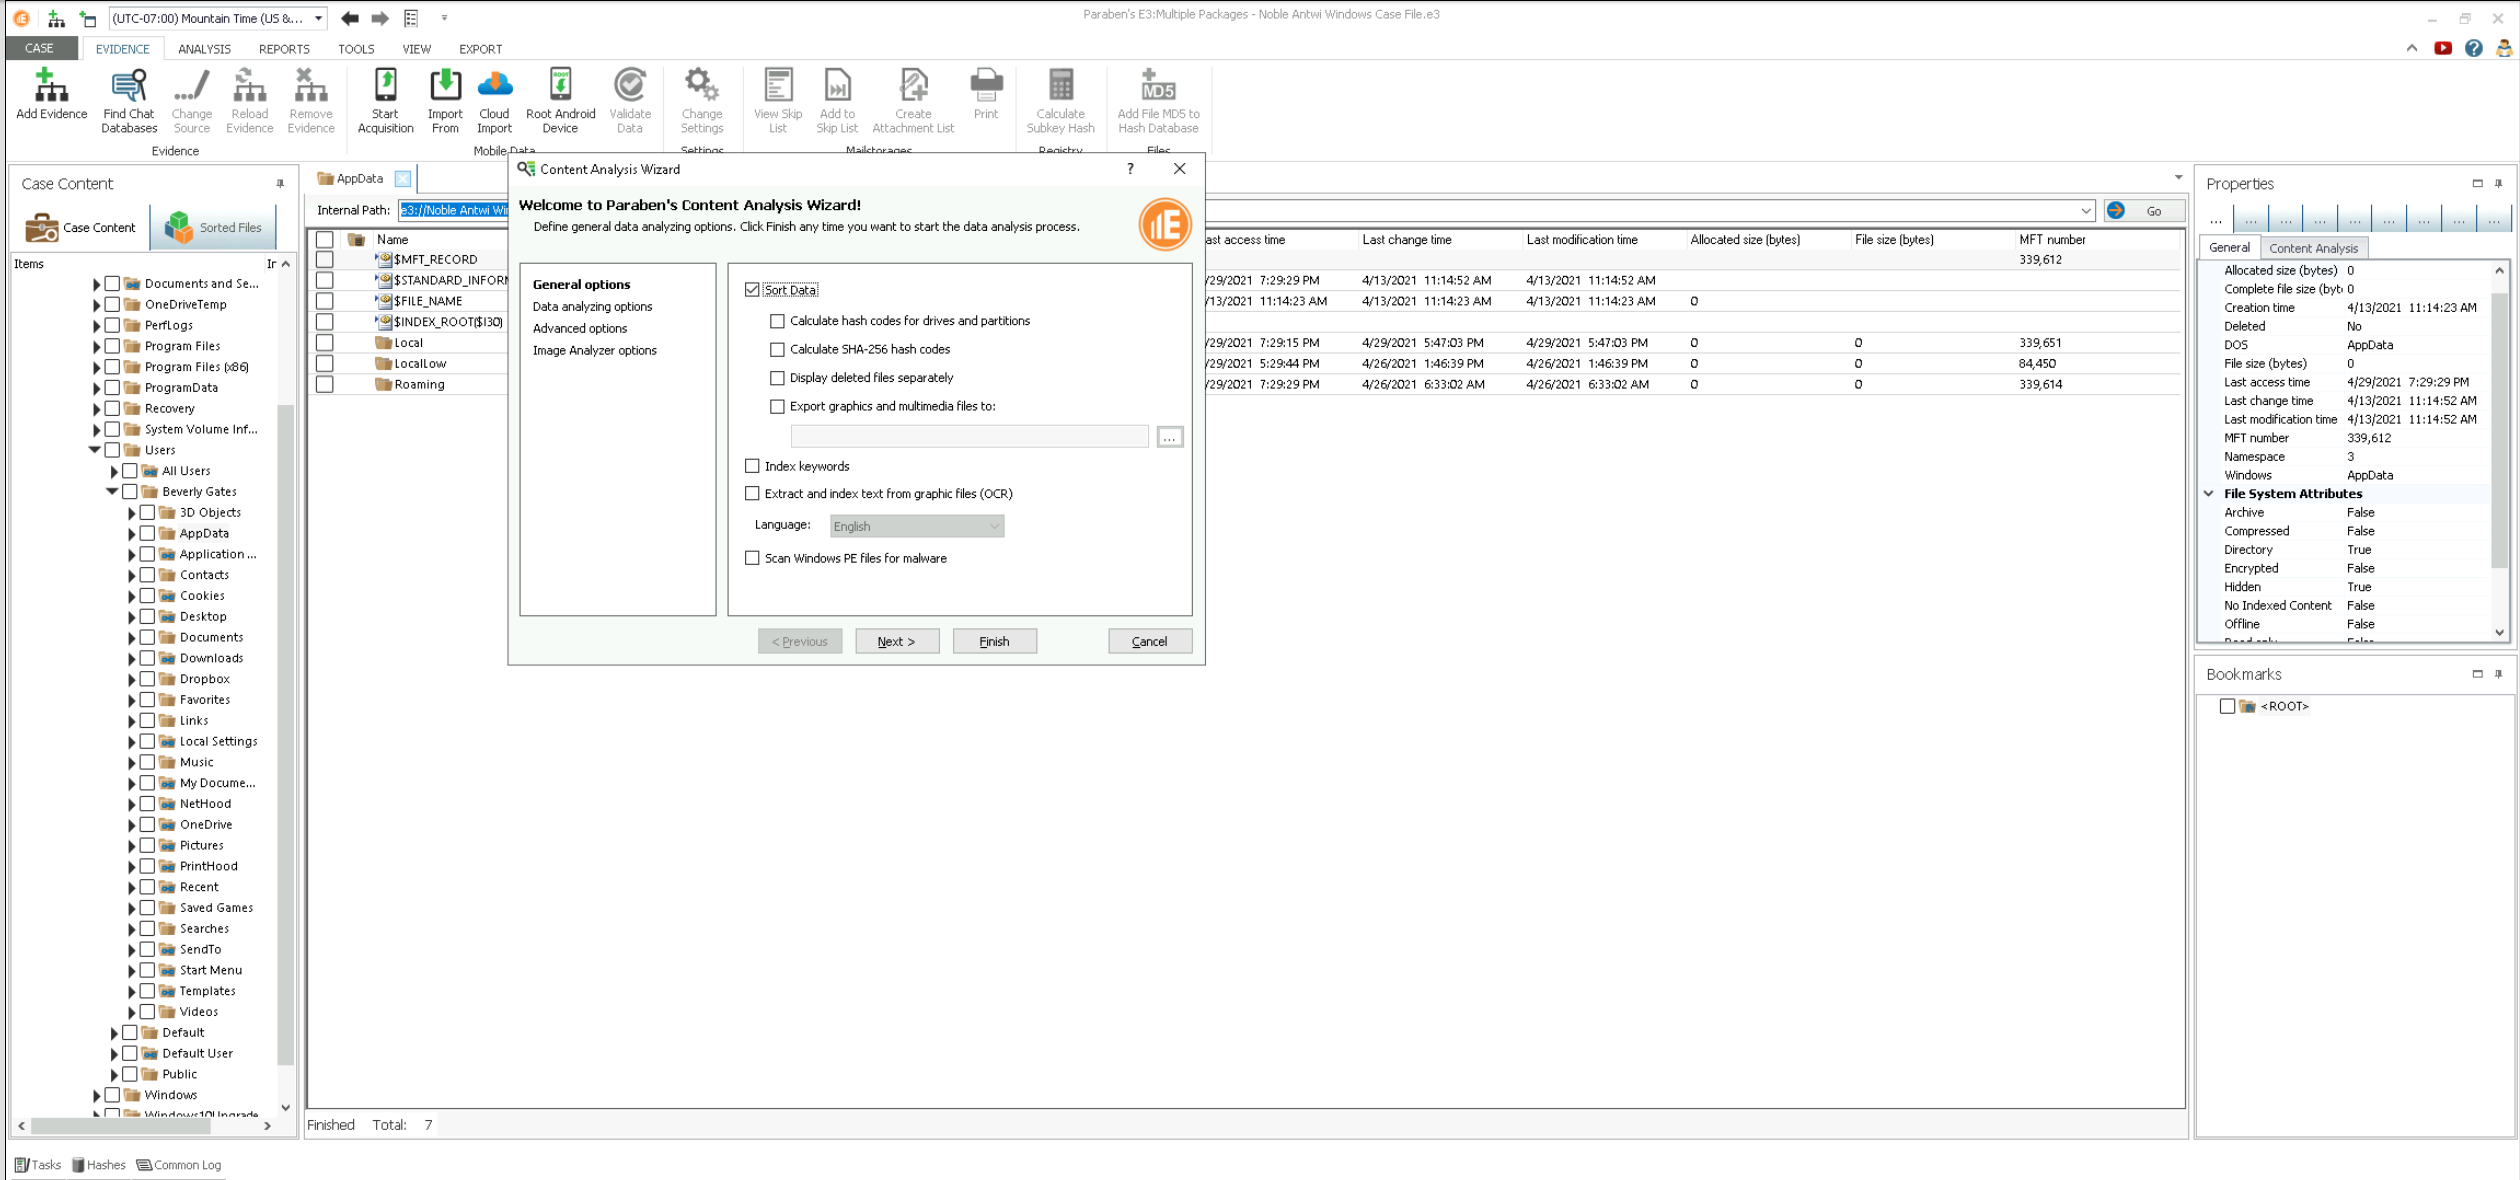 (UTC-07:00) Mountain Time (US &...
Paraben's E3:Multiple Packages - Noble Antwi Windows Case File.e3
CASE EVIDENCE ANALYSIS REPORTS TOOLS VIEW EXPORT
Add Evidence
Find Chat Databases
Change Source
Reload Evidence
Remove Evidence
Start Acquisition
Import From
Cloud Import
Root Android Device
Validate Data
Change Settings
View Skip List
Add to Skip List
Create Attachment List
Print
Calculate Subkey Hash
Add File MD5 to Hash Database
Evidence Mobile Data Settings Mailstorages Registry Files
Case Content
Case Content Sorted Files
Items
Documents and Se...
OneDriveTemp
PerfLogs
Program Files
Program Files (x86)
ProgramData
Recovery
System Volume Inf...
Users
All Users
Beverly Gates
3D Objects
AppData
Application ...
Contacts
Cookies
Desktop
Documents
Downloads
Dropbox
Favorites
Links
Local Settings
Music
My Docume...
NetHood
OneDrive
Pictures
PrintHood
Recent
Saved Games
Searches
SendTo
Start Menu
Templates
Videos
Default
Default User
Public
Windows
Windows10Upgrade
AppData
Internal Path: e3://Noble Antwi Wi
Go
Name ast access time Last change time Last modification time Allocated size (bytes) File size (bytes) MFT number
$MFT_RECORD 339,612
$STANDARD_INFOR /29/2021 7:29:29 PM 4/13/2021 11:14:52 AM 4/13/2021 11:14:52 AM
$FILE_NAME /13/2021 11:14:23 AM 4/13/2021 11:14:23 AM 4/13/2021 11:14:23 AM 0
$INDEX_ROOT($I30)
Local /29/2021 7:29:15 PM 4/29/2021 5:47:03 PM 4/29/2021 5:47:03 PM 0 0 339,651
LocalLow /29/2021 5:29:44 PM 4/26/2021 1:46:39 PM 4/26/2021 1:46:39 PM 0 0 84,450
Roaming /29/2021 7:29:29 PM 4/26/2021 6:33:02 AM 4/26/2021 6:33:02 AM 0 0 339,614
Content Analysis Wizard
Welcome to Paraben's Content Analysis Wizard!
Define general data analyzing options. Click Finish any time you want to start the data analysis process.
General options
Data analyzing options
Advanced options
Image Analyzer options
Sort Data
Calculate hash codes for drives and partitions
Calculate SHA-256 hash codes
Display deleted files separately
Export graphics and multimedia files to:
...
Index keywords
Extract and index text from graphic files (OCR)
Language: English
Scan Windows PE files for malware
< Previous Next > Finish Cancel
Finished Total: 7
Properties
... ... ... ... ... ... ... ... ...
General Content Analysis
Allocated size (bytes) 0
Complete file size (byt 0
Creation time 4/13/2021 11:14:23 AM
Deleted No
DOS AppData
File size (bytes) 0
Last access time 4/29/2021 7:29:29 PM
Last change time 4/13/2021 11:14:52 AM
Last modification time 4/13/2021 11:14:52 AM
MFT number 339,612
Namespace 3
Windows AppData
File System Attributes
Archive False
Compressed False
Directory True
Encrypted False
Hidden True
No Indexed Content False
Offline False
Bookmarks
<ROOT>
Tasks Hashes Common Log